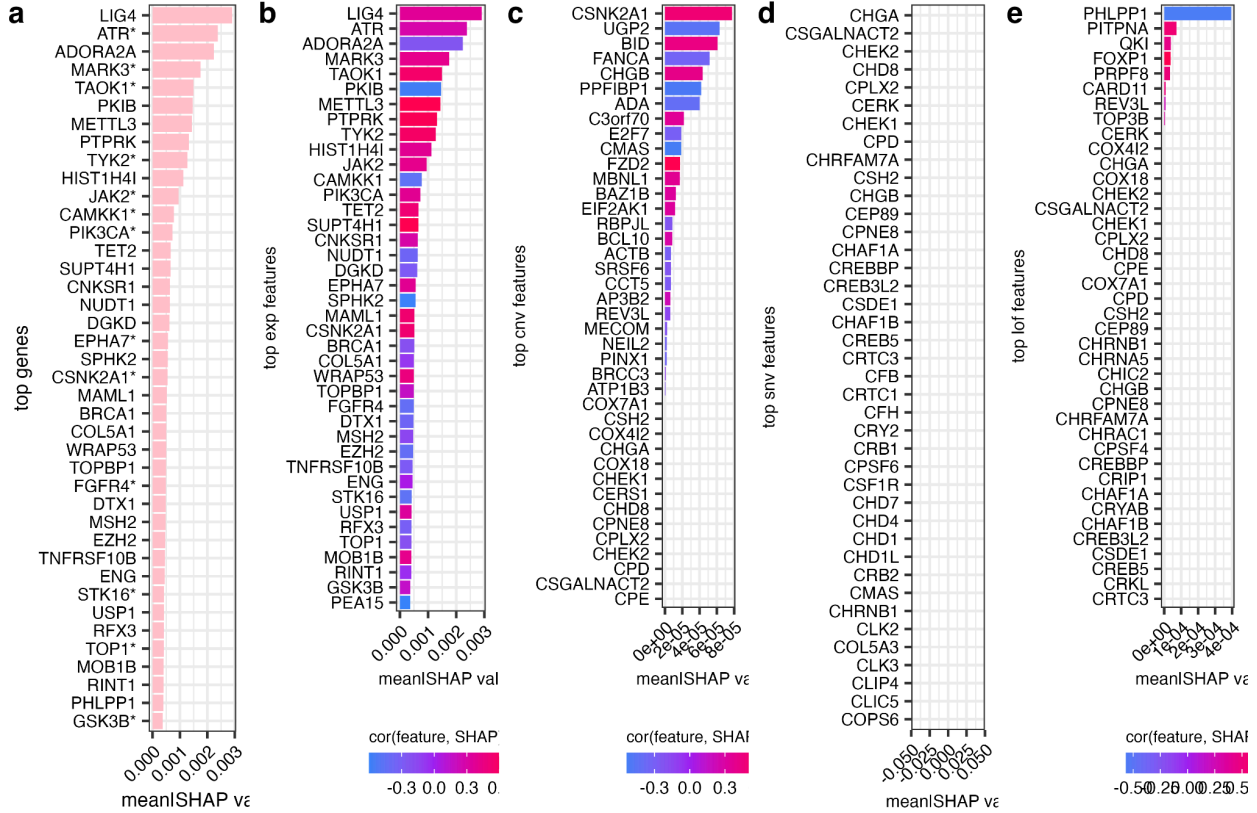 a
top genes
LIG4
ATR*
ADORA2A
MARK3*
TAOK1*
PKIB
METTL3
PTPRK
TYK2*
HIST1H4I
JAK2*
CAMKK1*
PIK3CA*
TET2
SUPT4H1
CNKSR1
NUDT1
DGKD
EPHA7*
SPHK2
CSNK2A1*
MAML1
BRCA1
COL5A1
WRAP53
TOPBP1
FGFR4*
DTX1
MSH2
EZH2
TNFRSF10B
ENG
STK16*
USP1
RFX3
TOP1*
MOB1B
RINT1
PHLPP1
GSK3B*
0.000
0.001
0.002
0.003
mean|SHAP va
b
top exp features
LIG4
ATR
ADORA2A
MARK3
TAOK1
PKIB
METTL3
PTPRK
TYK2
HIST1H4I
JAK2
CAMKK1
PIK3CA
TET2
SUPT4H1
CNKSR1
NUDT1
DGKD
EPHA7
SPHK2
MAML1
CSNK2A1
BRCA1
COL5A1
WRAP53
TOPBP1
FGFR4
DTX1
MSH2
EZH2
TNFRSF10B
ENG
STK16
USP1
RFX3
TOP1
MOB1B
RINT1
GSK3B
PEA15
0.000
0.001
0.002
0.003
mean|SHAP val
cor(feature, SHAP
-0.3 0.0 0.3 0.
c
top cnv features
CSNK2A1
UGP2
BID
FANCA
CHGB
PPFIBP1
ADA
C3orf70
E2F7
CMAS
FZD2
MBNL1
BAZ1B
EIF2AK1
RBPJL
BCL10
ACTB
SRSF6
CCT5
AP3B2
REV3L
MECOM
NEIL2
PINX1
BRCC3
ATP1B3
COX7A1
CSH2
COX4I2
CHGA
COX18
CHEK1
CERS1
CHD8
CPNE8
CPLX2
CHEK2
CPD
CSGALNACT2
CPE
0e+00
2e-05
4e-05
6e-05
8e-05
mean|SHAP va
cor(feature, SHAF
-0.3 0.0 0.3
d
top snv features
CHGA
CSGALNACT2
CHEK2
CHD8
CPLX2
CERK
CHEK1
CPD
CHRFAM7A
CSH2
CHGB
CEP89
CPNE8
CHAF1A
CREBBP
CREB3L2
CSDE1
CHAF1B
CREB5
CRTC3
CFB
CRTC1
CFH
CRY2
CRB1
CPSF6
CSF1R
CHD7
CHD4
CHD1
CHD1L
CRB2
CMAS
CHRNB1
CLK2
COL5A3
CLK3
CLIP4
CLIC5
COPS6
-0.050
-0.025
0.000
0.025
0.050
mean|SHAP va
e
top lof features
PHLPP1
PITPNA
QKI
FOXP1
PRPF8
CARD11
REV3L
TOP3B
CERK
COX4I2
CHGA
COX18
CHEK2
CSGALNACT2
CHEK1
CPLX2
CHD8
CPE
COX7A1
CPD
CSH2
CEP89
CHRNB1
CHRNA5
CHIC2
CHGB
CPNE8
CHRFAM7A
CHRAC1
CPSF4
CREBBP
CRIP1
CHAF1A
CRYAB
CHAF1B
CREB3L2
CSDE1
CREB5
CRKL
CRTC3
0e+00
1e-04
2e-04
3e-04
4e-04
mean|SHAP va
cor(feature, SHAF
-0.50 -0.25 0.00 0.25 0.5